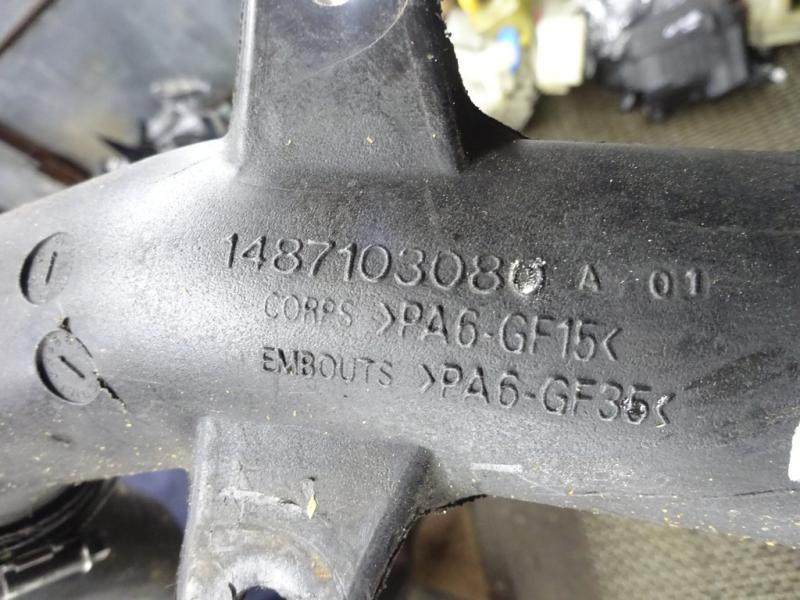 1487103080 A 01
CORPS >PA6-GF15<
EMBOUTS >PA6-GF35<